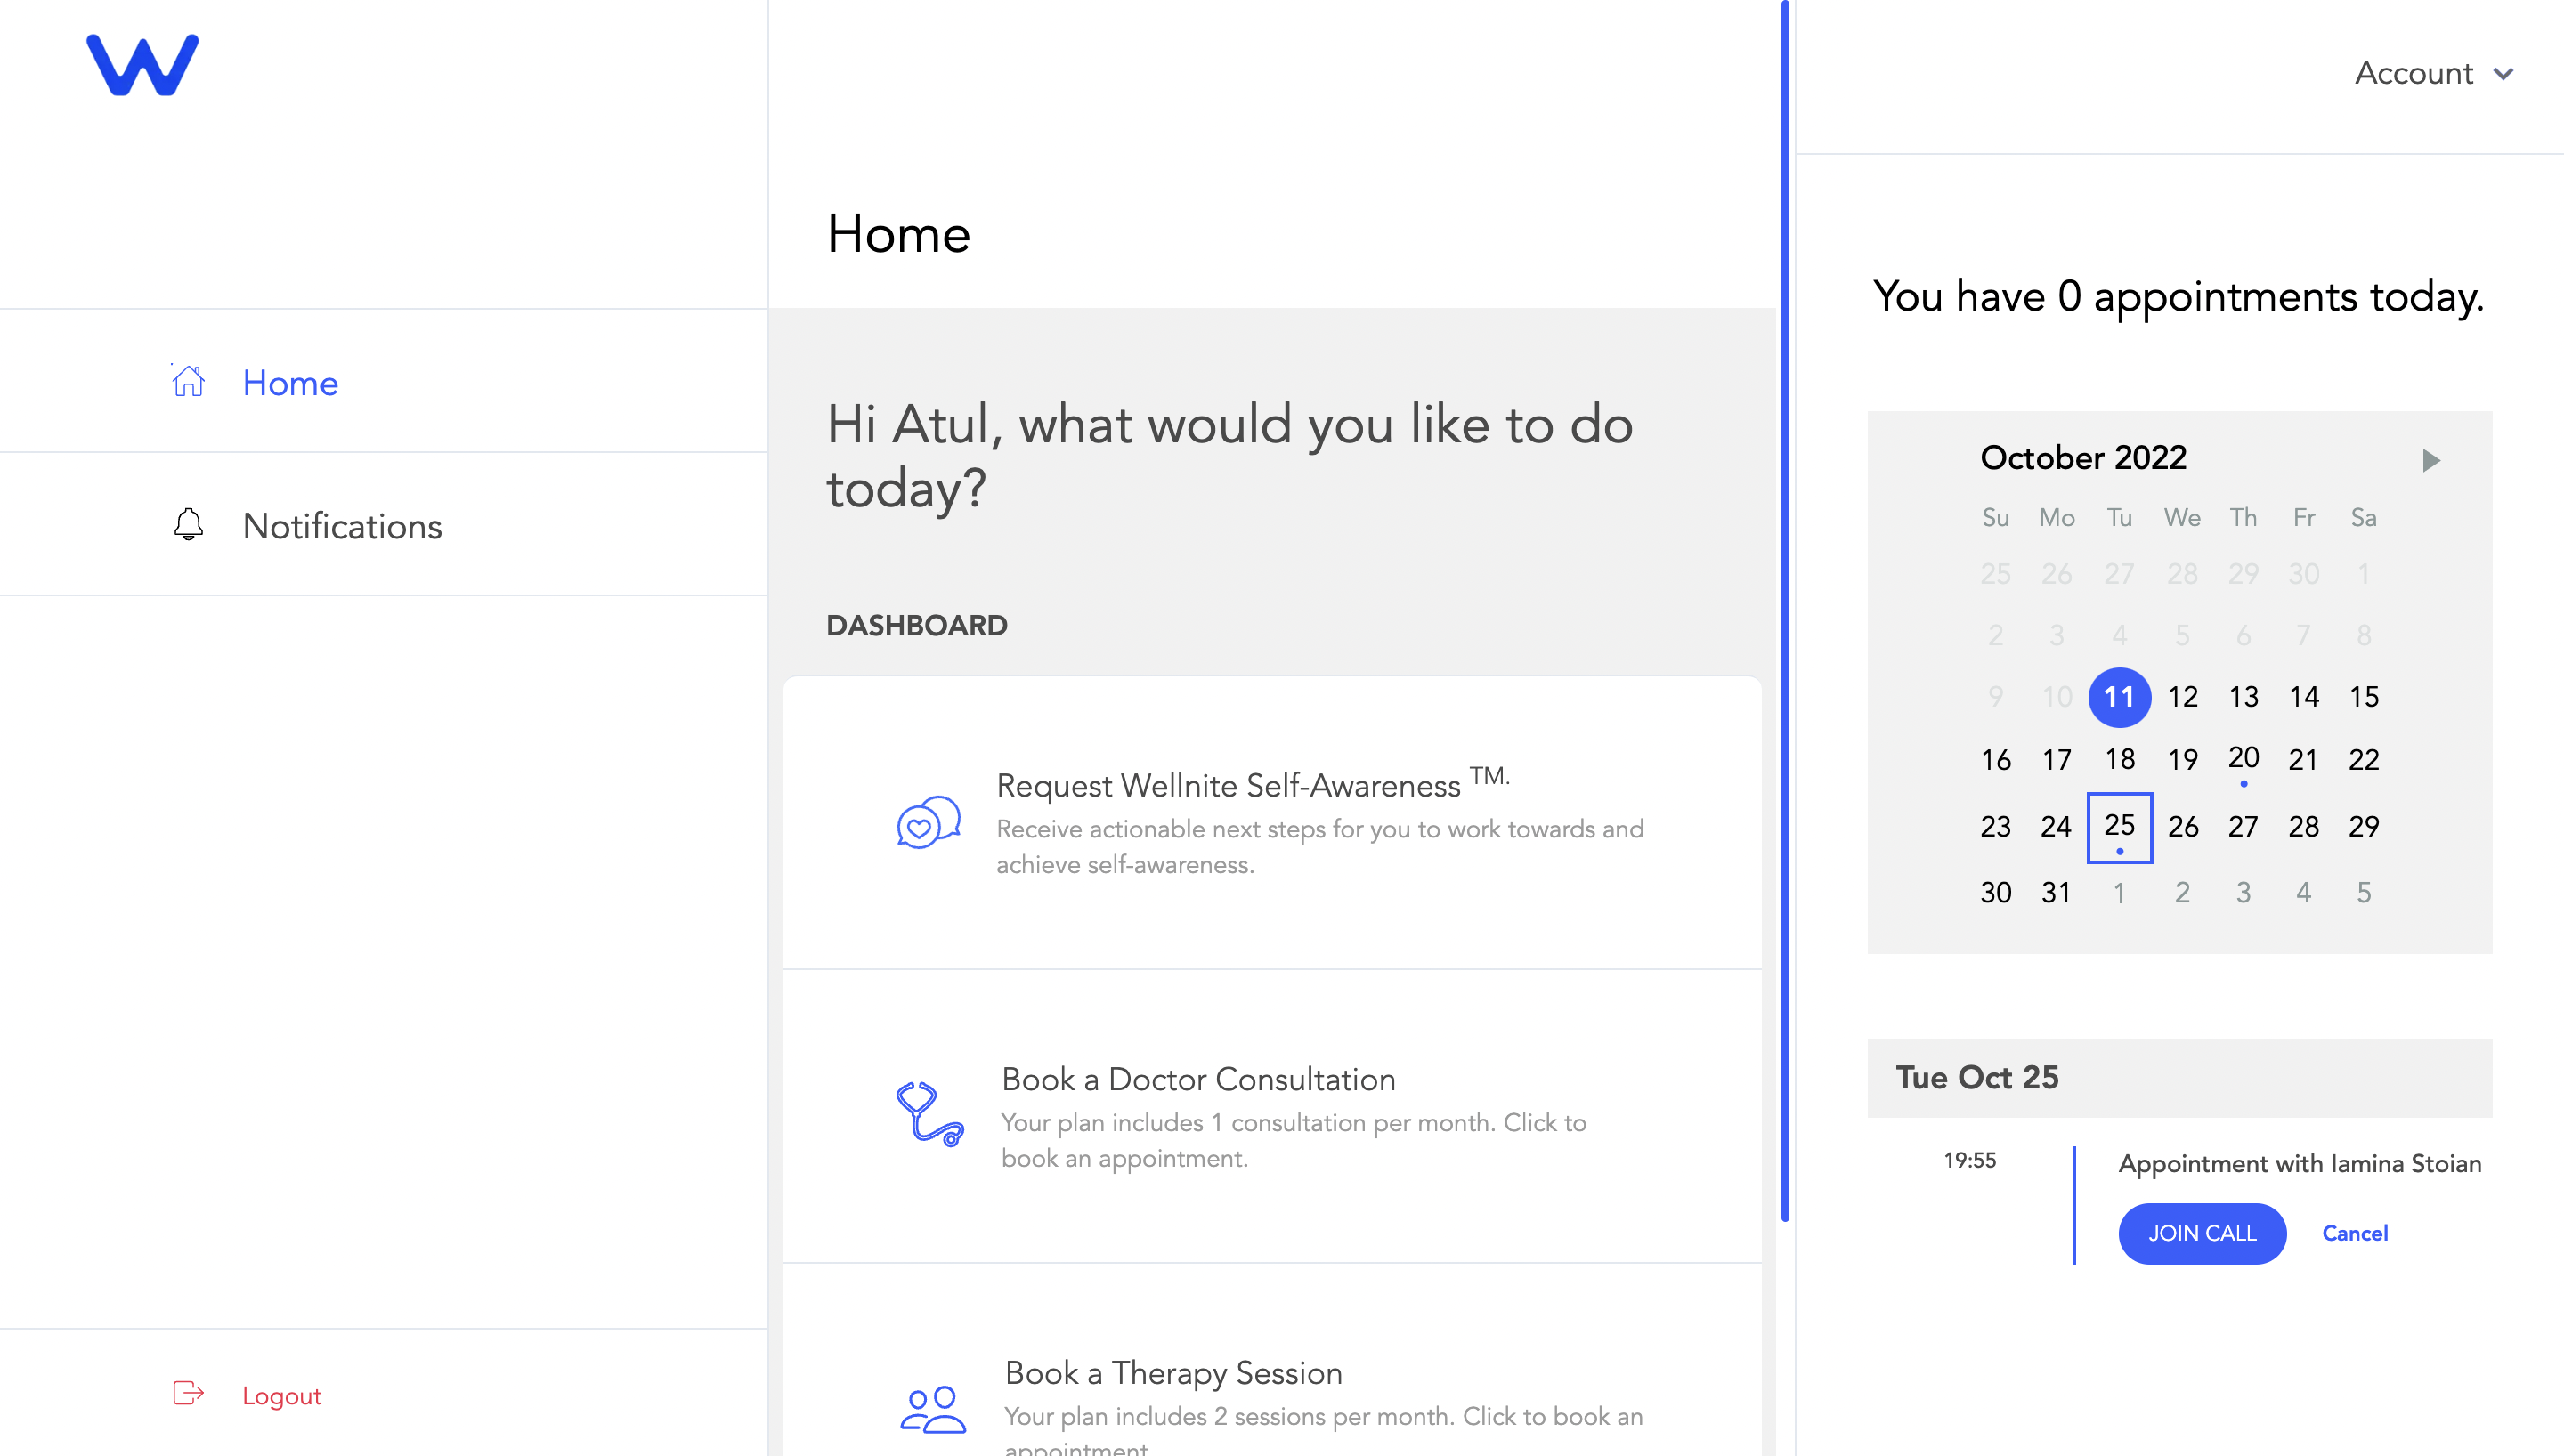 W
Account
Home
You have 0 appointments today.
Home
Notifications
Hi Atul, what would you like to do
today?
DASHBOARD
Request Wellnite Self-Awareness TM.
Receive actionable next steps for you to work towards and
achieve self-awareness.
Book a Doctor Consultation
Your plan includes 1 consultation per month. Click to
book an appointment.
Book a Therapy Session
Your plan includes 2 sessions per month. Click to book an
appointment
October 2022
Su Mo Tu We Th Fr Sa
25 26 27 28 29 30 1
2 3 4 5 6 7 8
9 10 11 12 13 14 15
16 17 18 19 20 21 22
23 24 25 26 27 28 29
30 31 1 2 3 4 5
Tue Oct 25
19:55
Appointment with Iamina Stoian
JOIN CALL Cancel
Logout